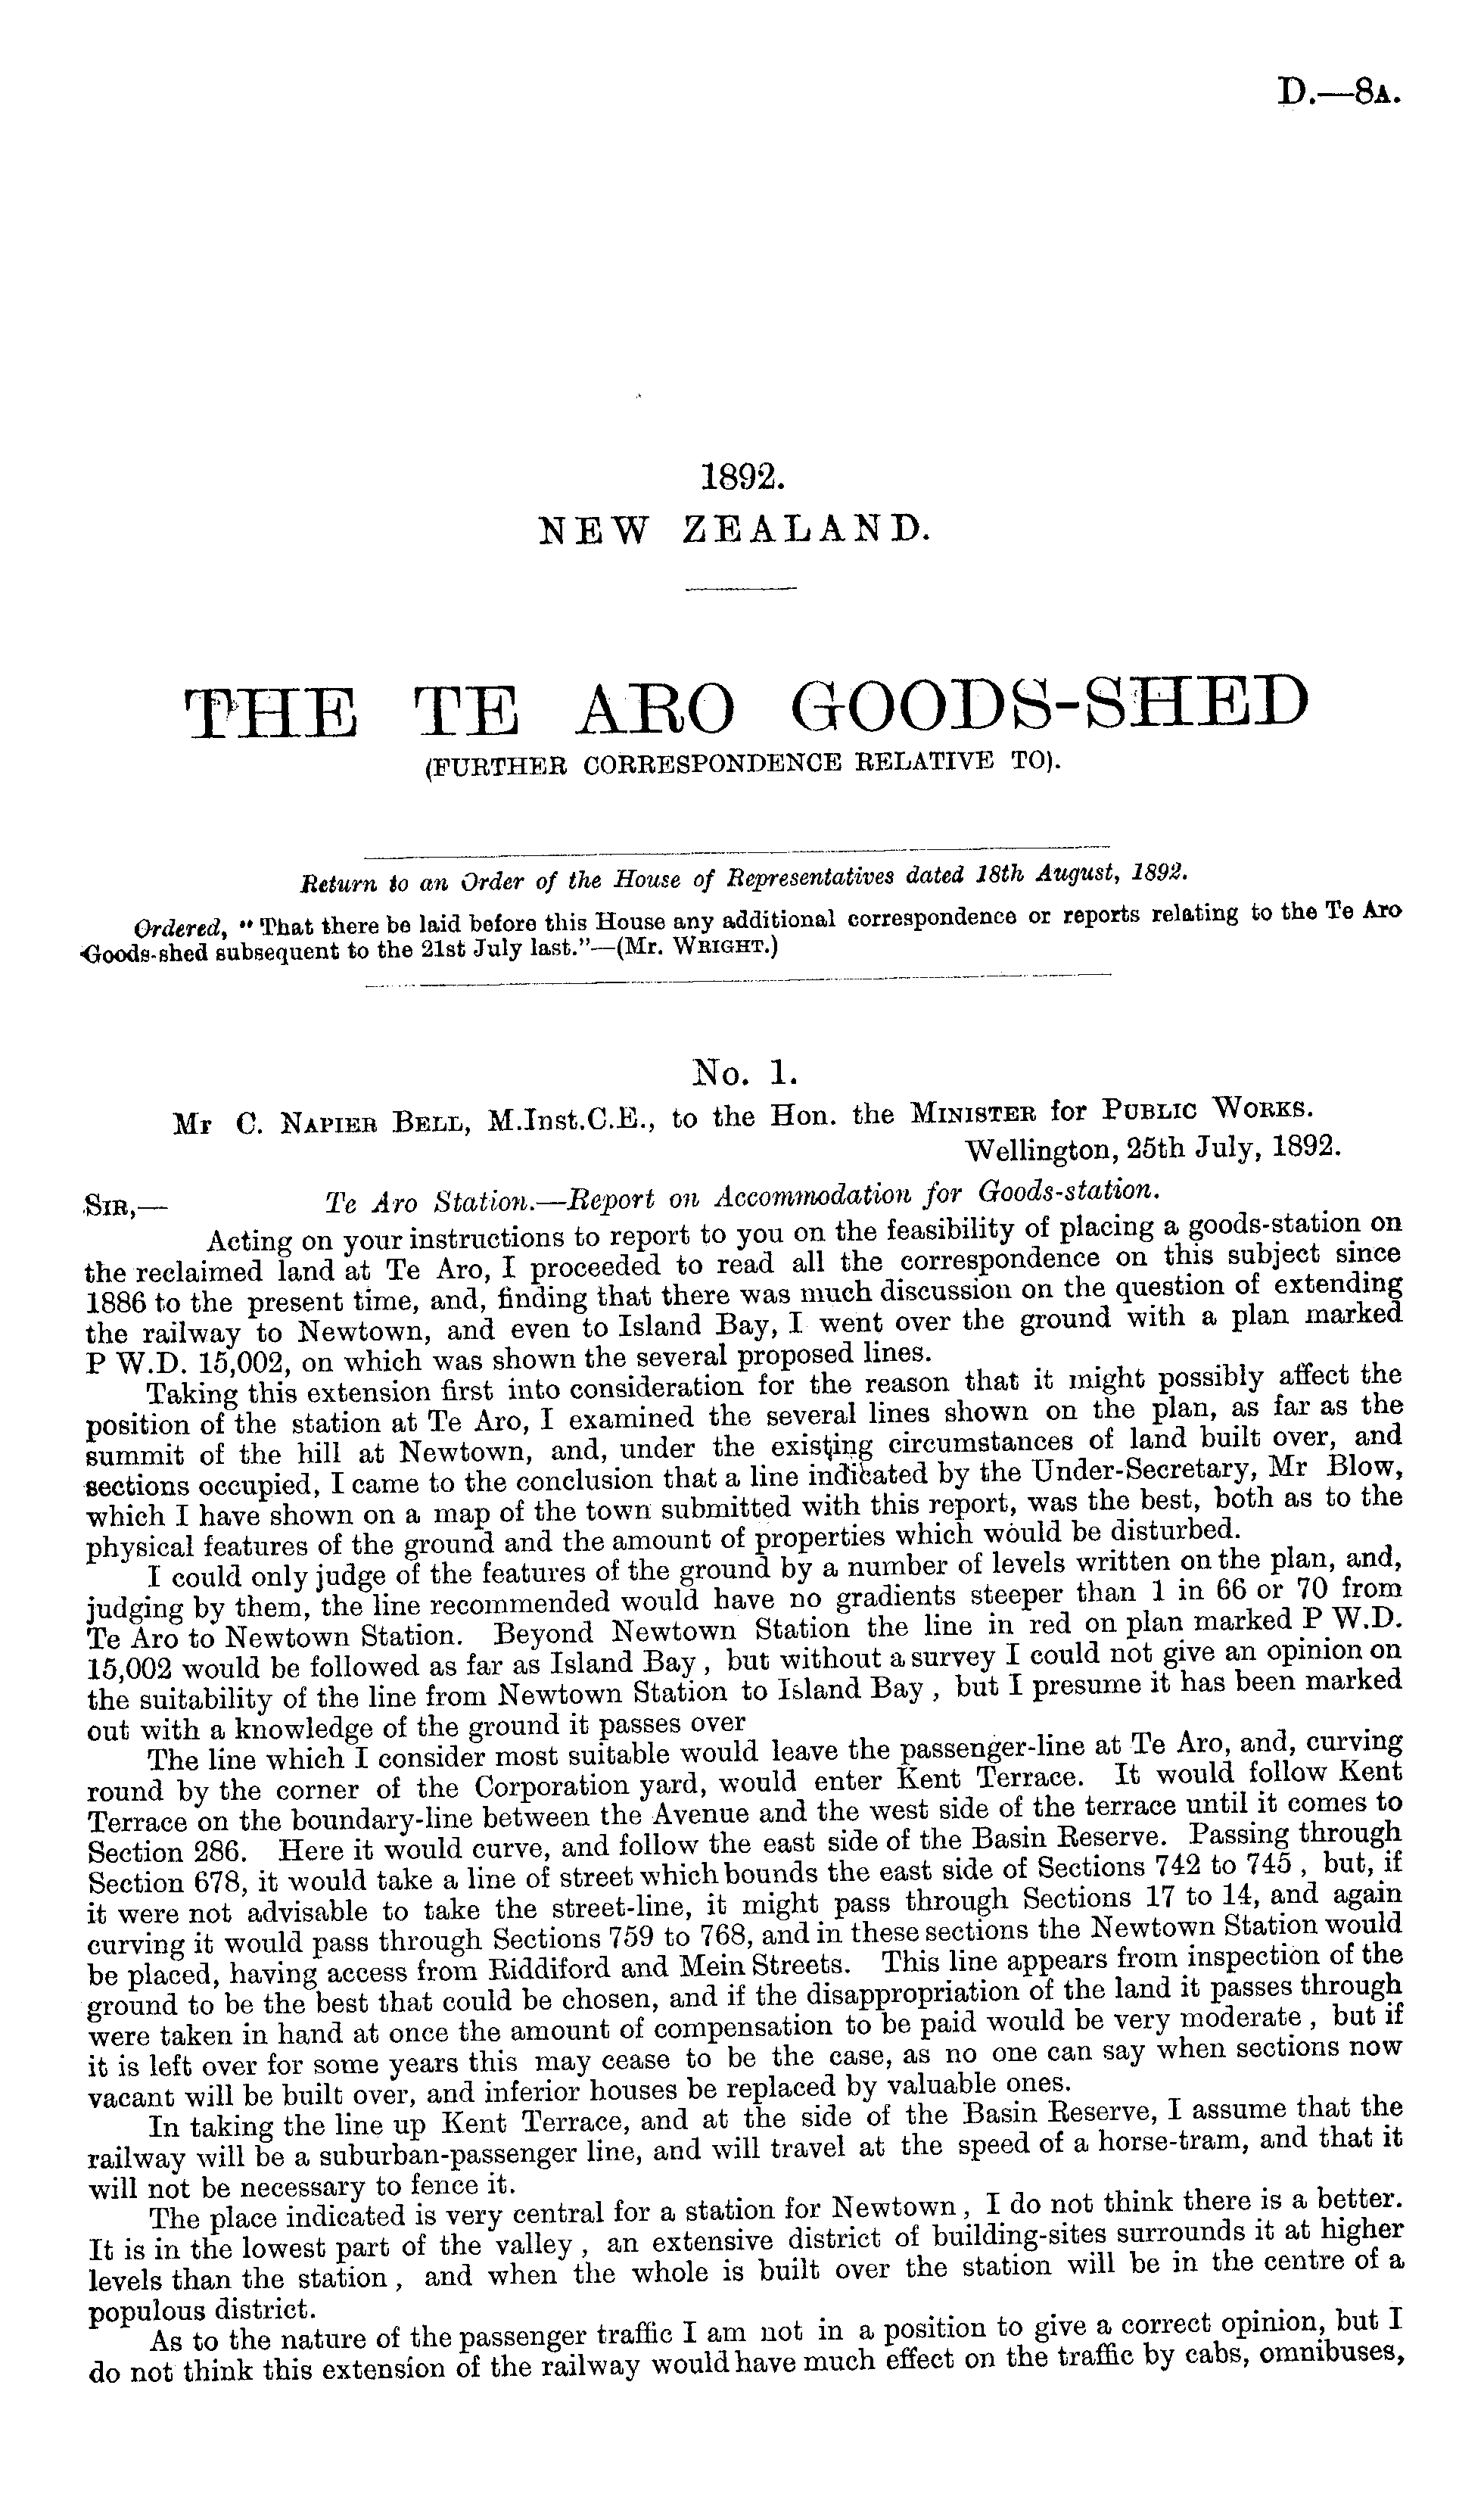 D.—8A.
1892.
NEW ZEALAND.
THE TE ARO GOODS-SHED
(FURTHER CORRESPONDENCE RELATIVE TO).
Return to an Order of the House of Representatives dated 18th August, 1892.
Ordered, "That there be laid before this House any additional correspondence or reports relating to the Te Aro
Goods-shed subsequent to the 21st July last."—(Mr. WRIGHT.)
No. 1.
Mr C. NAPIER BELL, M.Inst.C.E., to the Hon. the MINISTER for PUBLIC WORKS.
Wellington, 25th July, 1892.
SIR,— Te Aro Station.—Report on Accommodation for Goods-station.
Acting on your instructions to report to you on the feasibility of placing a goods-station on
the reclaimed land at Te Aro, I proceeded to read all the correspondence on this subject since
1886 to the present time, and, finding that there was much discussion on the question of extending
the railway to Newtown, and even to Island Bay, I went over the ground with a plan marked
P W.D. 15,002, on which was shown the several proposed lines.
Taking this extension first into consideration for the reason that it might possibly affect the
position of the station at Te Aro, I examined the several lines shown on the plan, as far as the
summit of the hill at Newtown, and, under the existing circumstances of land built over, and
sections occupied, I came to the conclusion that a line indicated by the Under-Secretary, Mr Blow,
which I have shown on a map of the town submitted with this report, was the best, both as to the
physical features of the ground and the amount of properties which would be disturbed.
I could only judge of the features of the ground by a number of levels written on the plan, and,
judging by them, the line recommended would have no gradients steeper than 1 in 66 or 70 from
Te Aro to Newtown Station. Beyond Newtown Station the line in red on plan marked P W.D.
15,002 would be followed as far as Island Bay, but without a survey I could not give an opinion on
the suitability of the line from Newtown Station to Island Bay, but I presume it has been marked
out with a knowledge of the ground it passes over
The line which I consider most suitable would leave the passenger-line at Te Aro, and, curving
round by the corner of the Corporation yard, would enter Kent Terrace. It would follow Kent
Terrace on the boundary-line between the Avenue and the west side of the terrace until it comes to
Section 286. Here it would curve, and follow the east side of the Basin Reserve. Passing through
Section 678, it would take a line of street which bounds the east side of Sections 742 to 745, but, if
it were not advisable to take the street-line, it might pass through Sections 17 to 14, and again
curving it would pass through Sections 759 to 768, and in these sections the Newtown Station would
be placed, having access from Riddiford and Mein Streets. This line appears from inspection of the
ground to be the best that could be chosen, and if the disappropriation of the land it passes through
were taken in hand at once the amount of compensation to be paid would be very moderate, but if
it is left over for some years this may cease to be the case, as no one can say when sections now
vacant will be built over, and inferior houses be replaced by valuable ones.
In taking the line up Kent Terrace, and at the side of the Basin Reserve, I assume that the
railway will be a suburban-passenger line, and will travel at the speed of a horse-tram, and that it
will not be necessary to fence it.
The place indicated is very central for a station for Newtown, I do not think there is a better.
It is in the lowest part of the valley, an extensive district of building-sites surrounds it at higher
levels than the station, and when the whole is built over the station will be in the centre of a
populous district.
As to the nature of the passenger traffic I am not in a position to give a correct opinion, but I
do not think this extension of the railway would have much effect on the traffic by cabs, omnibuses,